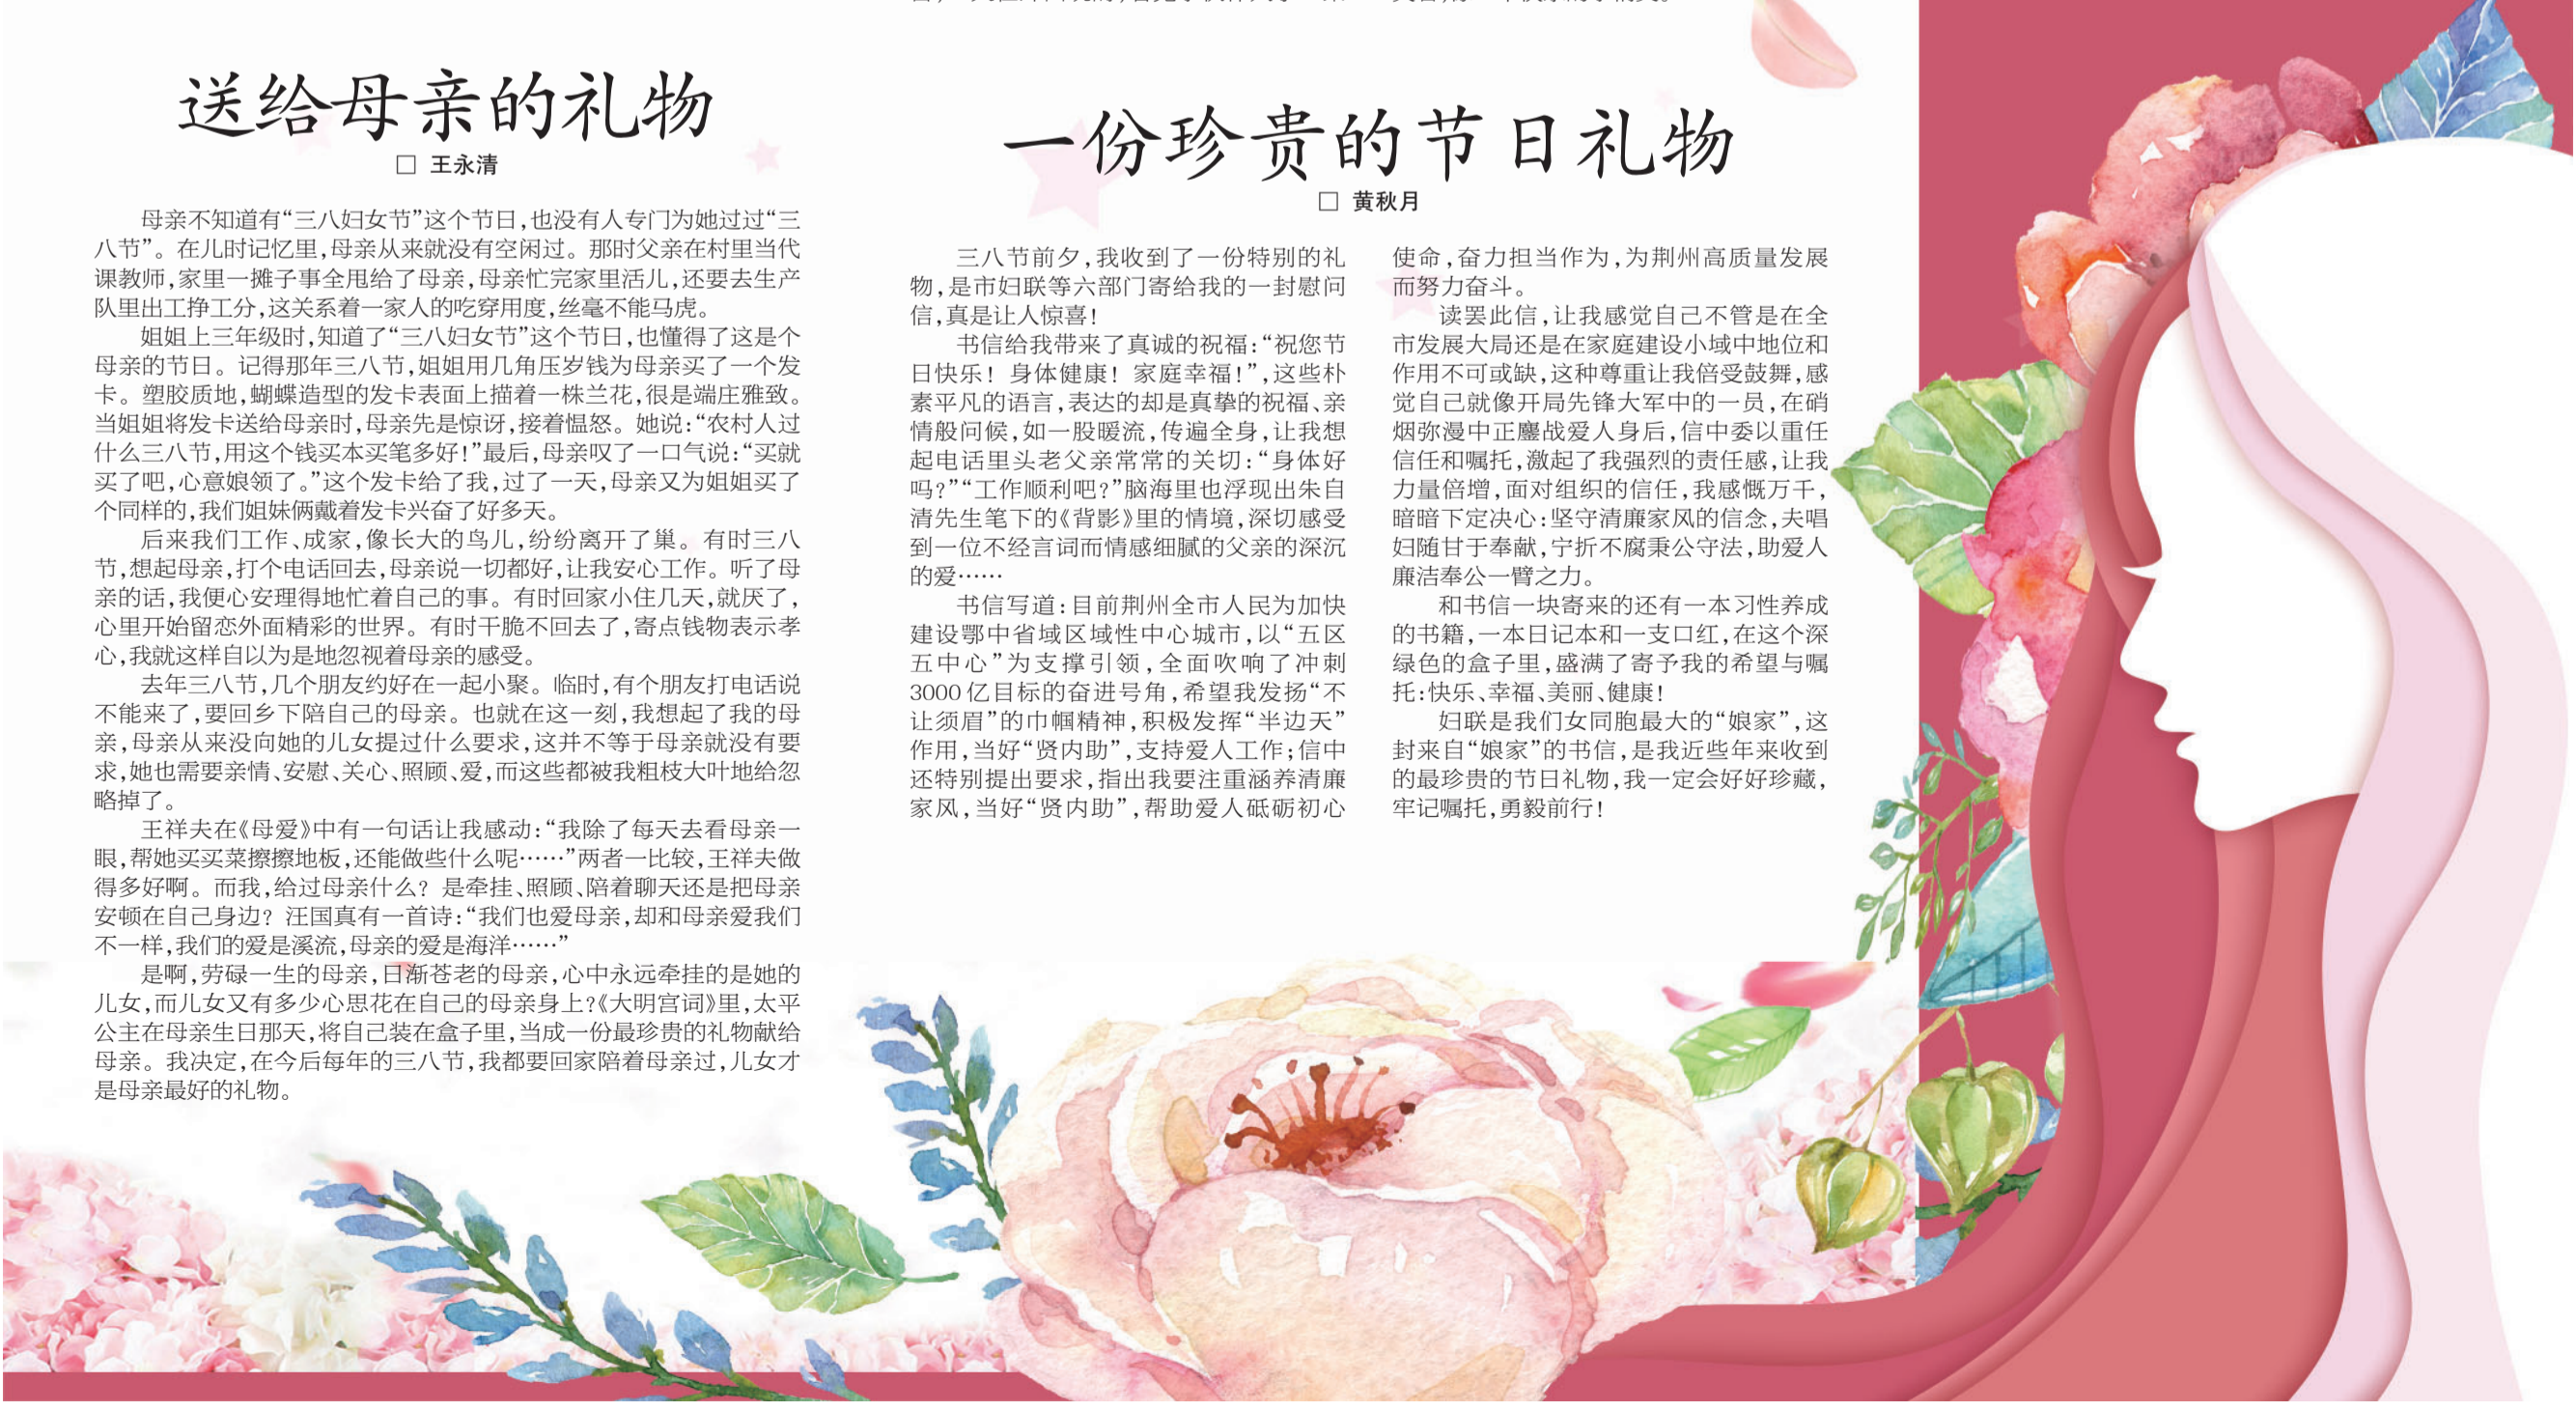 送给母亲的礼物
□ 王永清
母亲不知道有“三八妇女节”这个节日,也没有人专门为她过过“三
八节”。在儿时记忆里,母亲从来就没有空闲过。那时父亲在村里当代
课教师,家里一摊子事全甩给了母亲,母亲忙完家里活儿,还要去生产
队里出工挣工分,这关系着一家人的吃穿用度,丝毫不能马虎。
姐姐上三年级时,知道了“三八妇女节”这个节日,也懂得了这是个
母亲的节日。记得那年三八节,姐姐用几角压岁钱为母亲买了一个发
卡。塑胶质地,蝴蝶造型的发卡表面上描着一株兰花,很是端庄雅致。
当姐姐将发卡送给母亲时,母亲先是惊讶,接着愠怒。她说:“农村人过
什么三八节,用这个钱买本买笔多好!”最后,母亲叹了一口气说:“买就
买了吧,心意娘领了。”这个发卡给了我,过了一天,母亲又为姐姐买了
个同样的,我们姐妹俩戴着发卡兴奋了好多天。
后来我们工作、成家,像长大的鸟儿,纷纷离开了巢。有时三八
节,想起母亲,打个电话回去,母亲说一切都好,让我安心工作。听了母
亲的话,我便心安理得地忙着自己的事。有时回家小住几天,就厌了,
心里开始留恋外面精彩的世界。有时干脆不回去了,寄点钱物表示孝
心,我就这样自以为是地忽视着母亲的感受。
去年三八节,几个朋友约好在一起小聚。临时,有个朋友打电话说
不能来了,要回乡下陪自己的母亲。也就在这一刻,我想起了我的母
亲,母亲从来没向她的儿女提过什么要求,这并不等于母亲就没有要
求,她也需要亲情、安慰、关心、照顾、爱,而这些都被我粗枝大叶地给忽
略掉了。
王祥夫在《母爱》中有一句话让我感动:“我除了每天去看母亲一
眼,帮她买买菜擦擦地板,还能做些什么呢……”两者一比较,王祥夫做
得多好啊。而我,给过母亲什么?是牵挂、照顾、陪着聊天还是把母亲
安顿在自己身边?汪国真有一首诗:“我们也爱母亲,却和母亲爱我们
不一样,我们的爱是溪流,母亲的爱是海洋……”
是啊,劳碌一生的母亲,日渐苍老的母亲,心中永远牵挂的是她的
儿女,而儿女又有多少心思花在自己的母亲身上?《大明宫词》里,太平
公主在母亲生日那天,将自己装在盒子里,当成一份最珍贵的礼物献给
母亲。我决定,在今后每年的三八节,我都要回家陪着母亲过,儿女才
是母亲最好的礼物。
一份珍贵的节日礼物
□ 黄秋月
三八节前夕,我收到了一份特别的礼
物,是市妇联等六部门寄给我的一封慰问
信,真是让人惊喜!
书信给我带来了真诚的祝福:“祝您节
日快乐!身体健康!家庭幸福!”,这些朴
素平凡的语言,表达的却是真挚的祝福、亲
情般问候,如一股暖流,传遍全身,让我想
起电话里头老父亲常常的关切:“身体好
吗?”“工作顺利吧?”脑海里也浮现出朱自
清先生笔下的《背影》里的情境,深切感受
到一位不经言词而情感细腻的父亲的深沉
的爱……
书信写道:目前荆州全市人民为加快
建设鄂中省域区域性中心城市,以“五区
五中心”为支撑引领,全面吹响了冲刺
3000亿目标的奋进号角,希望我发扬“不
让须眉”的巾帼精神,积极发挥“半边天”
作用,当好“贤内助”,支持爱人工作;信中
还特别提出要求,指出我要注重涵养清廉
家风,当好“贤内助”,帮助爱人砥砺初心
使命,奋力担当作为,为荆州高质量发展
而努力奋斗。
读罢此信,让我感觉自己不管是在全
市发展大局还是在家庭建设小域中地位和
作用不可或缺,这种尊重让我倍受鼓舞,感
觉自己就像开局先锋大军中的一员,在硝
烟弥漫中正鏖战爱人身后,信中委以重任
信任和嘱托,激起了我强烈的责任感,让我
力量倍增,面对组织的信任,我感慨万千,
暗暗下定决心:坚守清廉家风的信念,夫唱
妇随甘于奉献,宁折不腐秉公守法,助爱人
廉洁奉公一臂之力。
和书信一块寄来的还有一本习性养成
的书籍,一本日记本和一支口红,在这个深
绿色的盒子里,盛满了寄予我的希望与嘱
托:快乐、幸福、美丽、健康!
妇联是我们女同胞最大的“娘家”,这
封来自“娘家”的书信,是我近些年来收到
的最珍贵的节日礼物,我一定会好好珍藏,
牢记嘱托,勇毅前行!